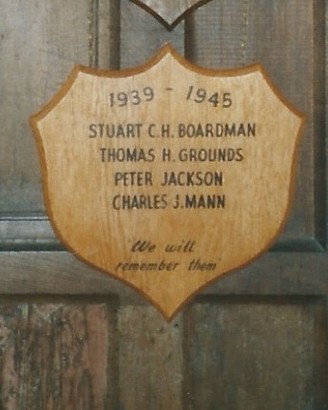 1939 - 1945
STUART C.H. BOARDMAN
THOMAS H. GROUNDS
PETER JACKSON
CHARLES J. MANN
We will
remember them